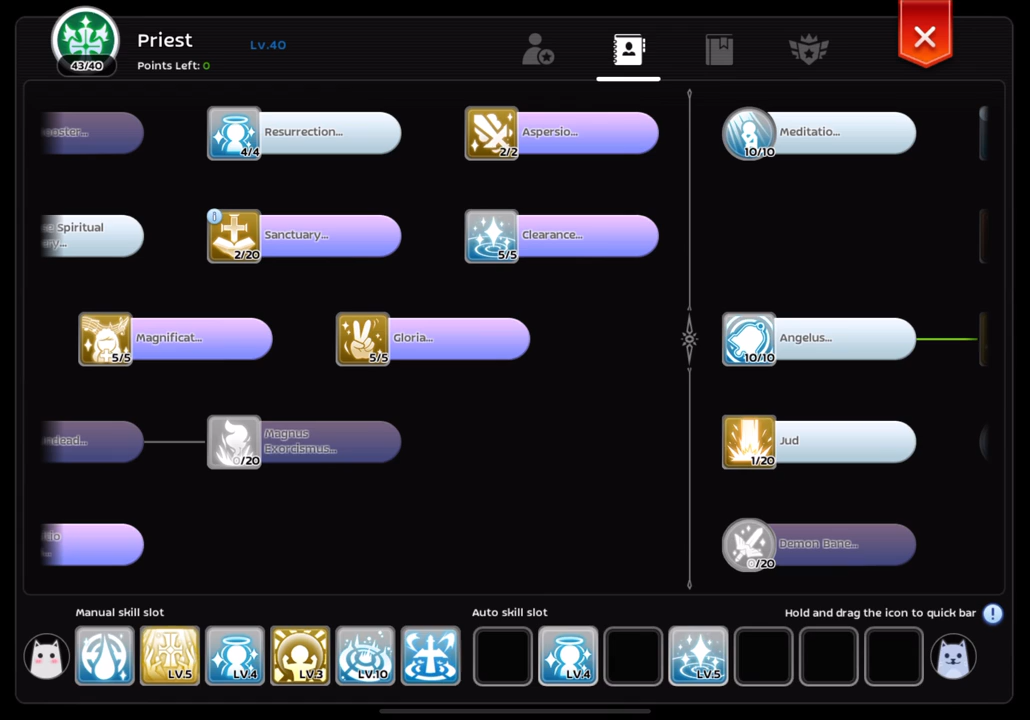 Priest
Lv.40
43/40
Points Left: 0
Resurrection...
4/4
Aspersio...
2/2
Meditatio...
10/10
Spiritual
Sanctuary...
2/20
Clearance...
5/5
Magnificat...
5/5
Gloria...
5/5
Angelus...
10/10
Magnus
Exorcismus...
0/20
Jud
1/20
Demon Bane...
0/20
Manual skill slot
Auto skill slot
Hold and drag the icon to quick bar
LV.5
LV.4
LV.3
LV.10
LV.4
LV.5